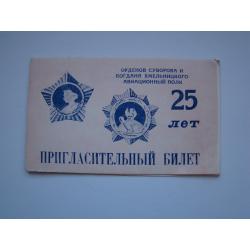 ОРДЕНОВ СУВОРОВА И
БОГДАНА ХМЕЛЬНИЦКОГО
АВИАЦИОННЫЙ ПОЛК
25
лет
ПРИГЛАСИТЕЛЬНЫЙ БИЛЕТ